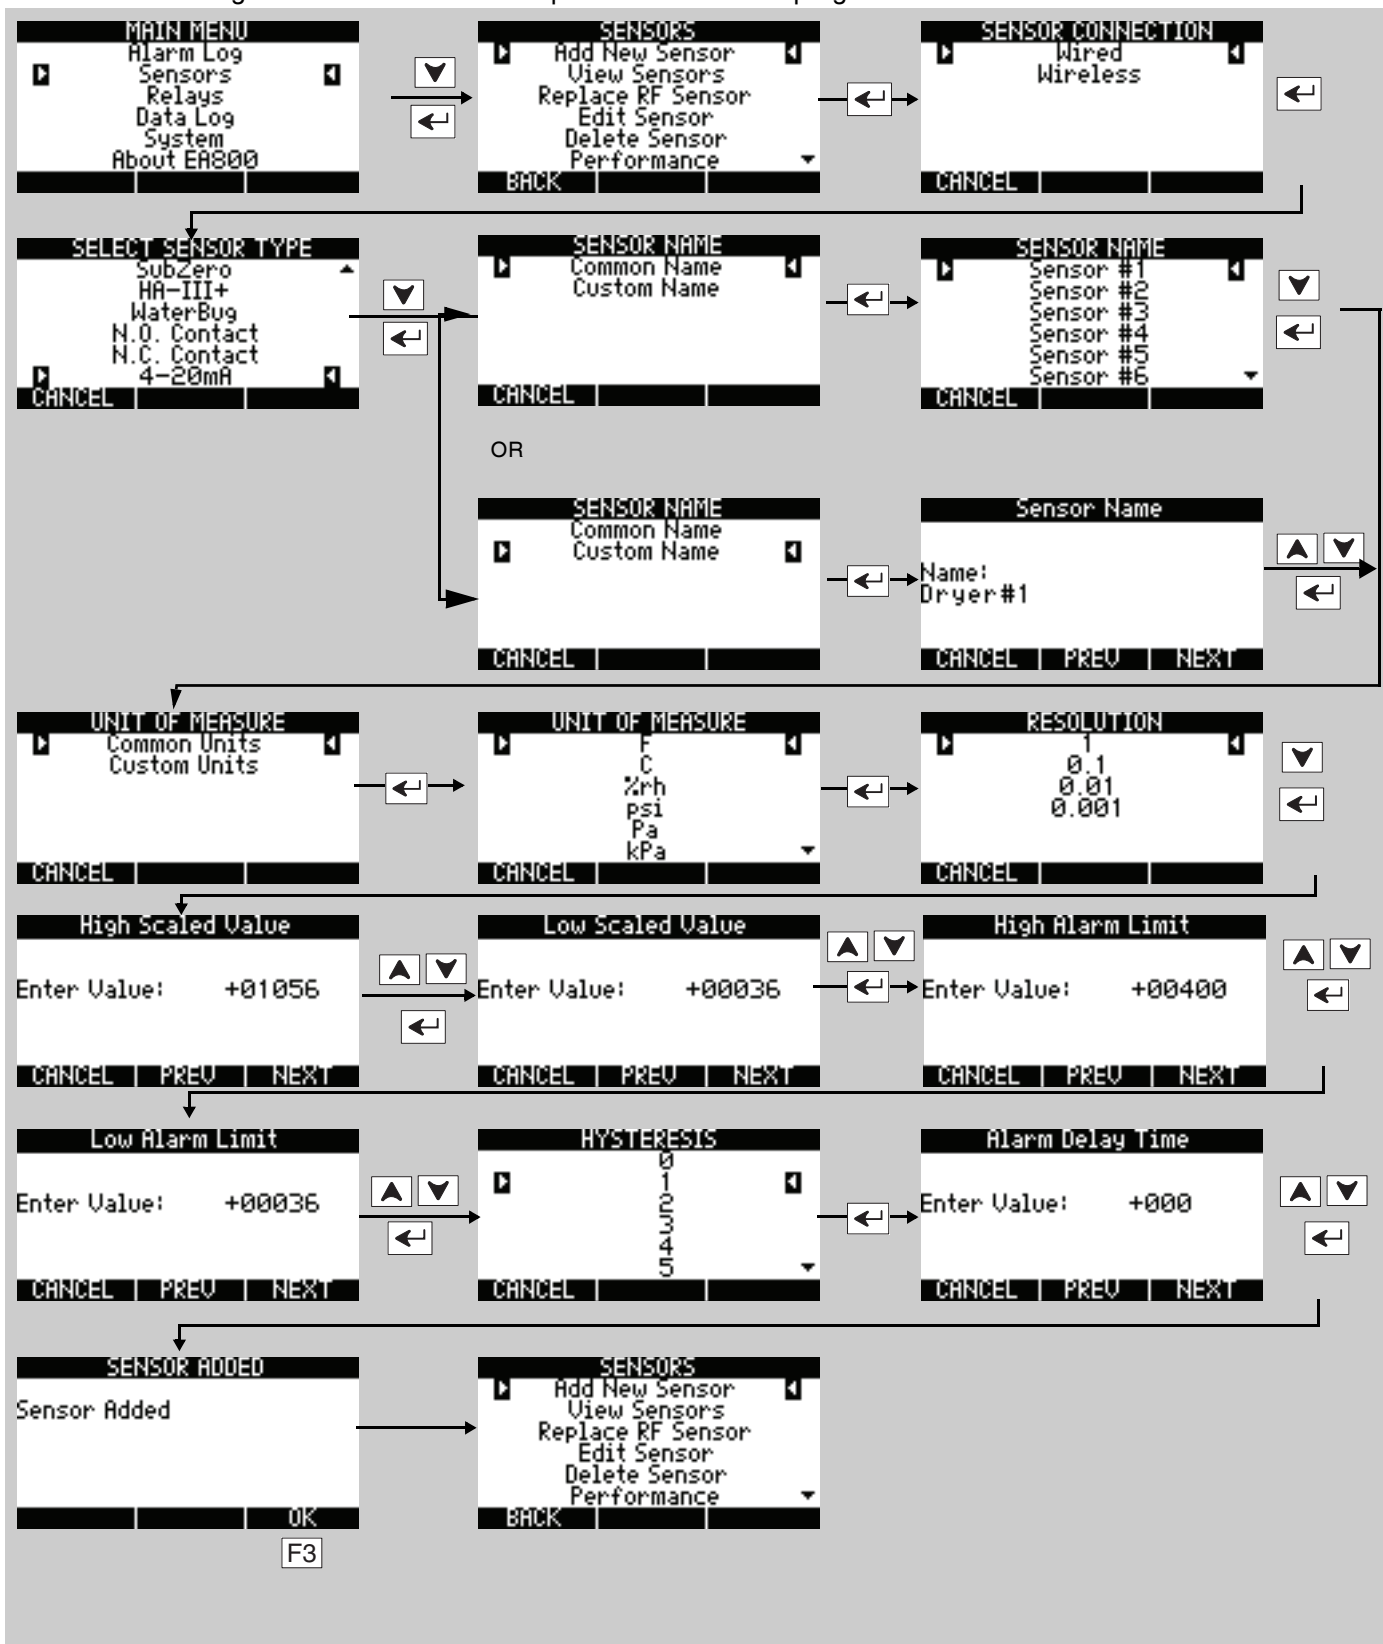 MAIN MENU
Alarm Log
Sensors
Relays
Data Log
System
About EA800
SENSORS
Add New Sensor
View Sensors
Replace RF Sensor
Edit Sensor
Delete Sensor
Performance
BACK
SENSOR CONNECTION
Wired
Wireless
CANCEL
SELECT SENSOR TYPE
SubZero
HA-III+
WaterBug
N.O. Contact
N.C. Contact
4-20mA
CANCEL
SENSOR NAME
Common Name
Custom Name
CANCEL
SENSOR NAME
Sensor #1
Sensor #2
Sensor #3
Sensor #4
Sensor #5
Sensor #6
CANCEL
OR
SENSOR NAME
Common Name
Custom Name
CANCEL
Sensor Name
Name:
Dryer#1
CANCEL PREV NEXT
UNIT OF MEASURE
Common Units
Custom Units
CANCEL
UNIT OF MEASURE
F
C
%rh
psi
Pa
kPa
CANCEL
RESOLUTION
1
0.1
0.01
0.001
CANCEL
High Scaled Value
Enter Value: +01056
CANCEL PREV NEXT
Low Scaled Value
Enter Value: +00036
CANCEL PREV NEXT
High Alarm Limit
Enter Value: +00400
CANCEL PREV NEXT
Low Alarm Limit
Enter Value: +00036
CANCEL PREV NEXT
HYSTERESIS
0
1
2
3
4
5
CANCEL
Alarm Delay Time
Enter Value: +000
CANCEL PREV NEXT
SENSOR ADDED
Sensor Added
OK
F3
SENSORS
Add New Sensor
View Sensors
Replace RF Sensor
Edit Sensor
Delete Sensor
Performance
BACK